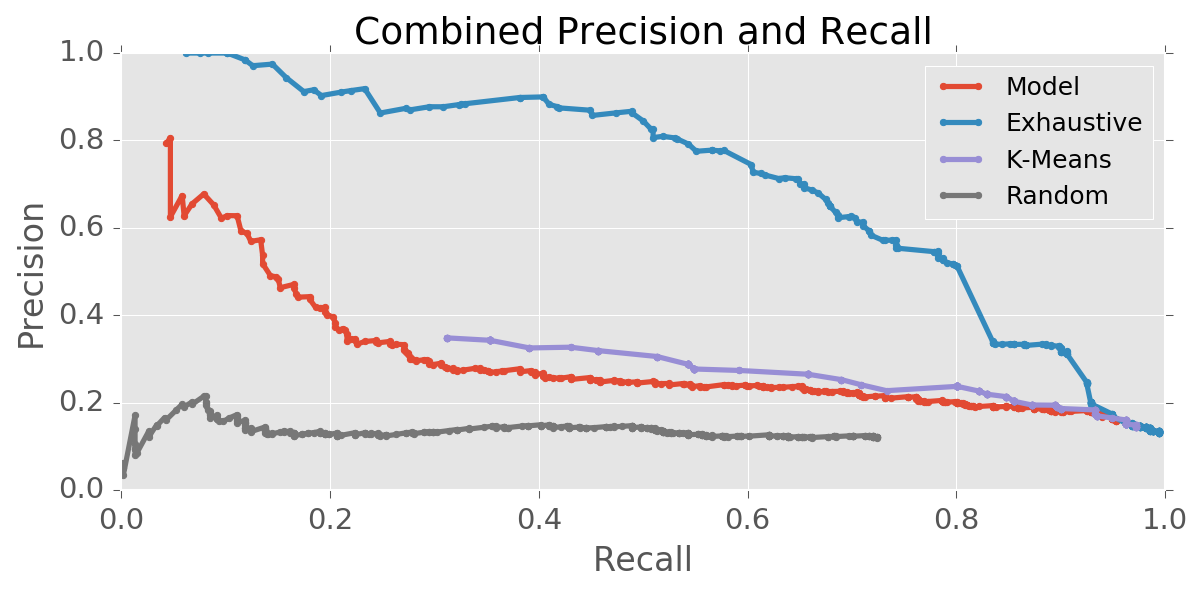 Combined Precision and Recall
1.0
0.8
0.6
0.4
0.2
0.0
Precision
Model
Exhaustive
K-Means
Random
0.0 0.2 0.4 0.6 0.8 1.0
Recall